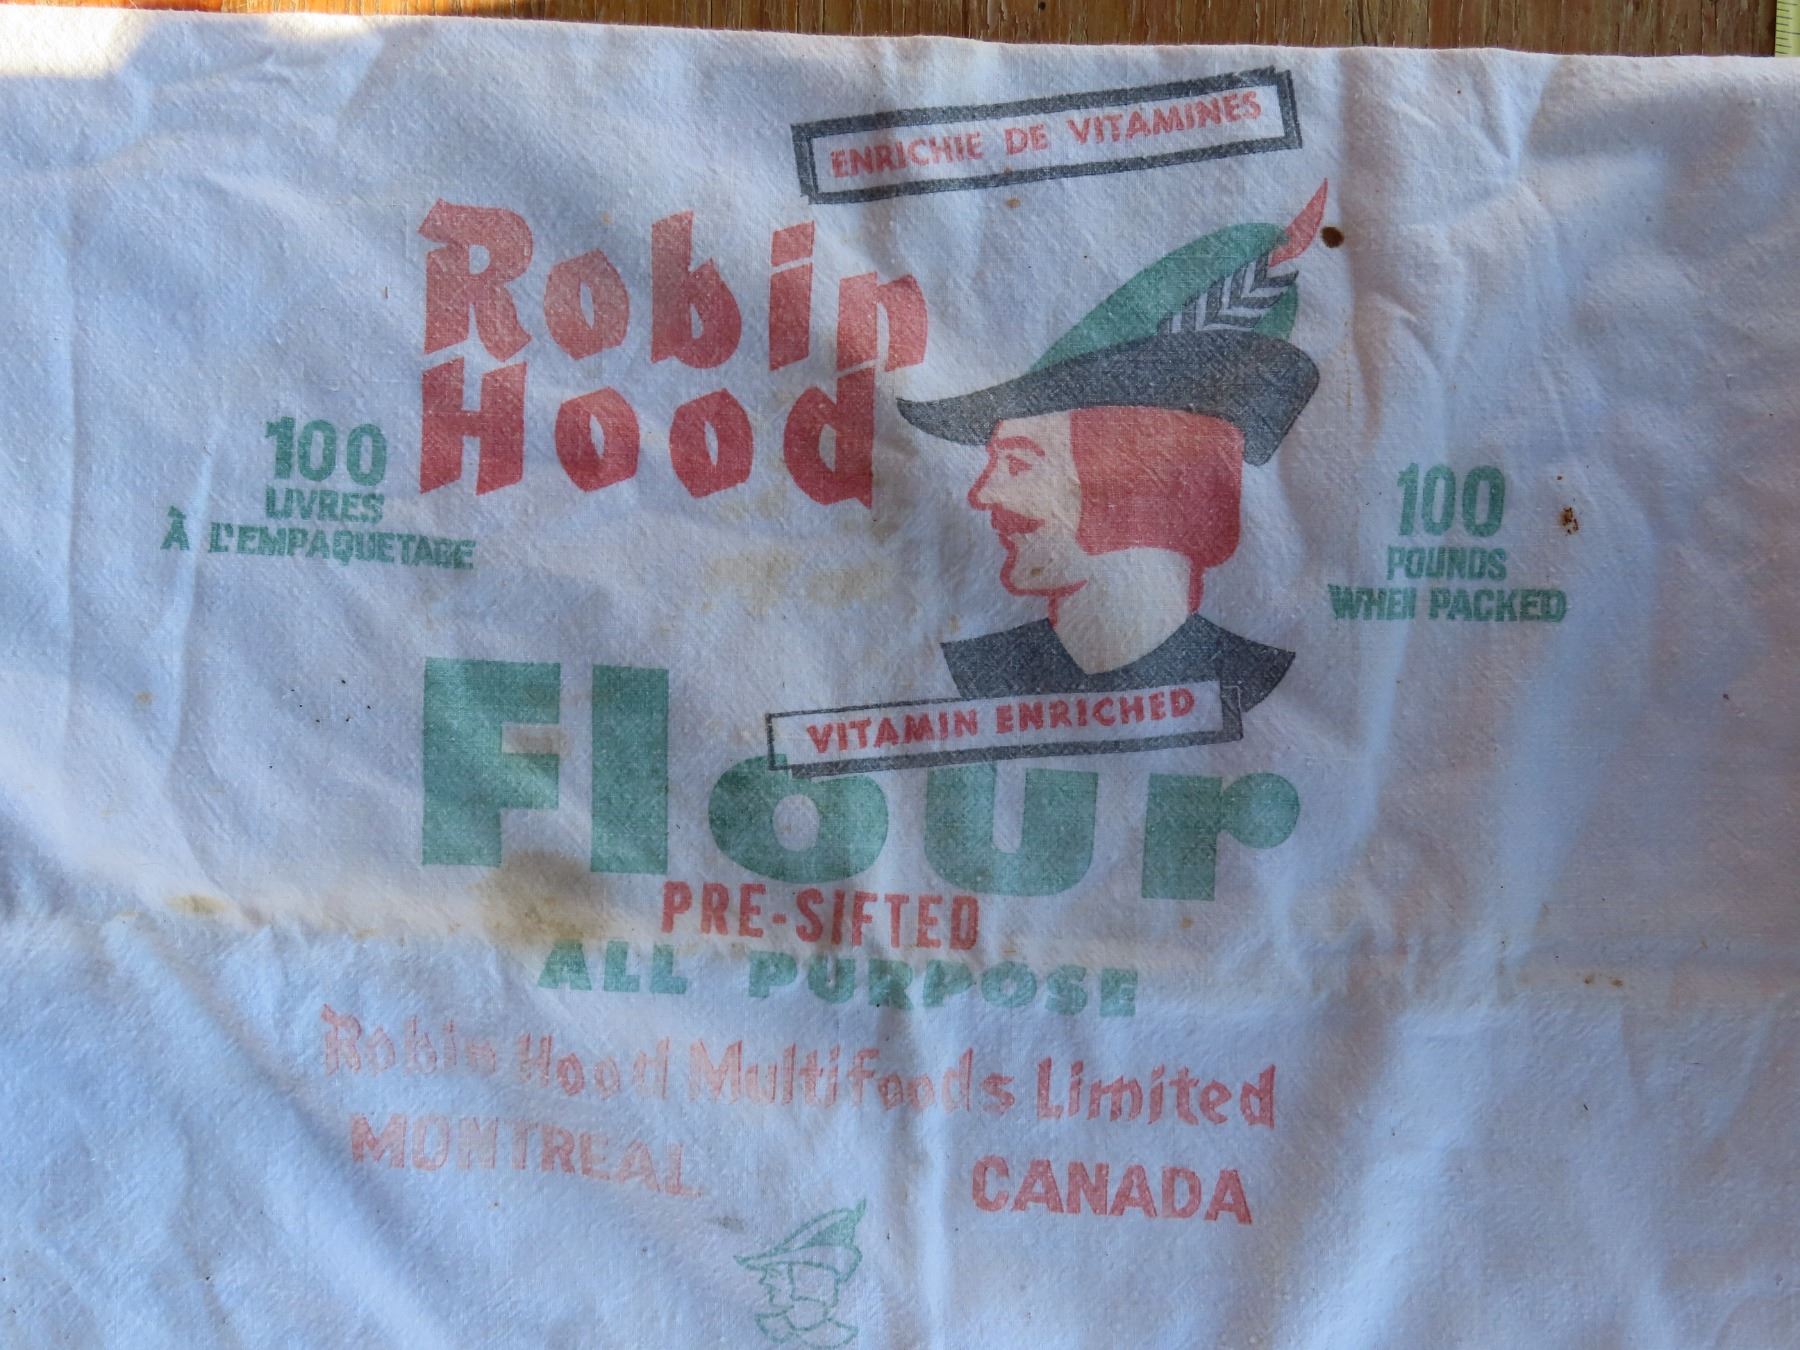 ENRICHIE DE VITAMINES
Robin
Hood
100
LIVRES
À L'EMPAQUETAGE
100
POUNDS
WHEN PACKED
VITAMIN ENRICHED
Flour
PRE-SIFTED
ALL PURPOSE
Robin Hood Multifoods Limited
MONTREAL CANADA